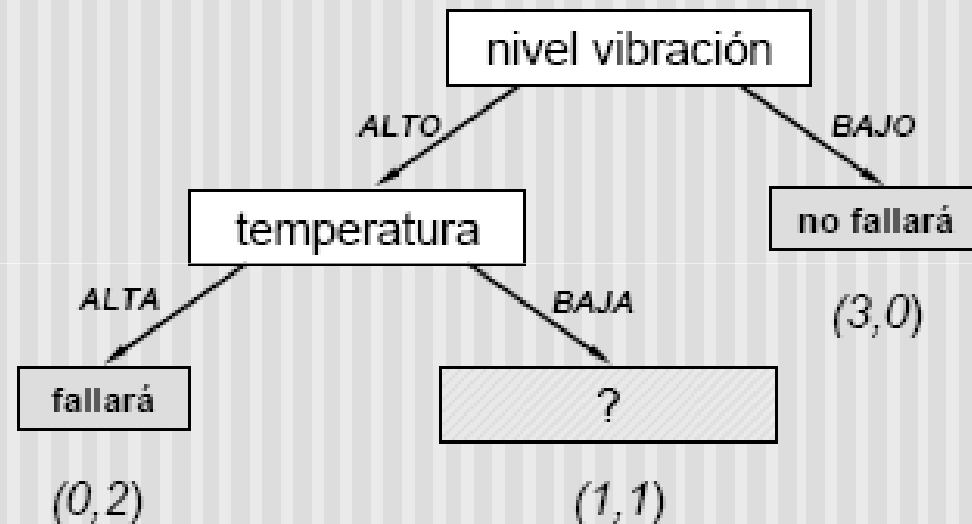 nivel vibración
ALTO
BAJO
temperatura
no fallará
ALTA
BAJA
(3,0)
fallará
?
(0,2)
(1,1)